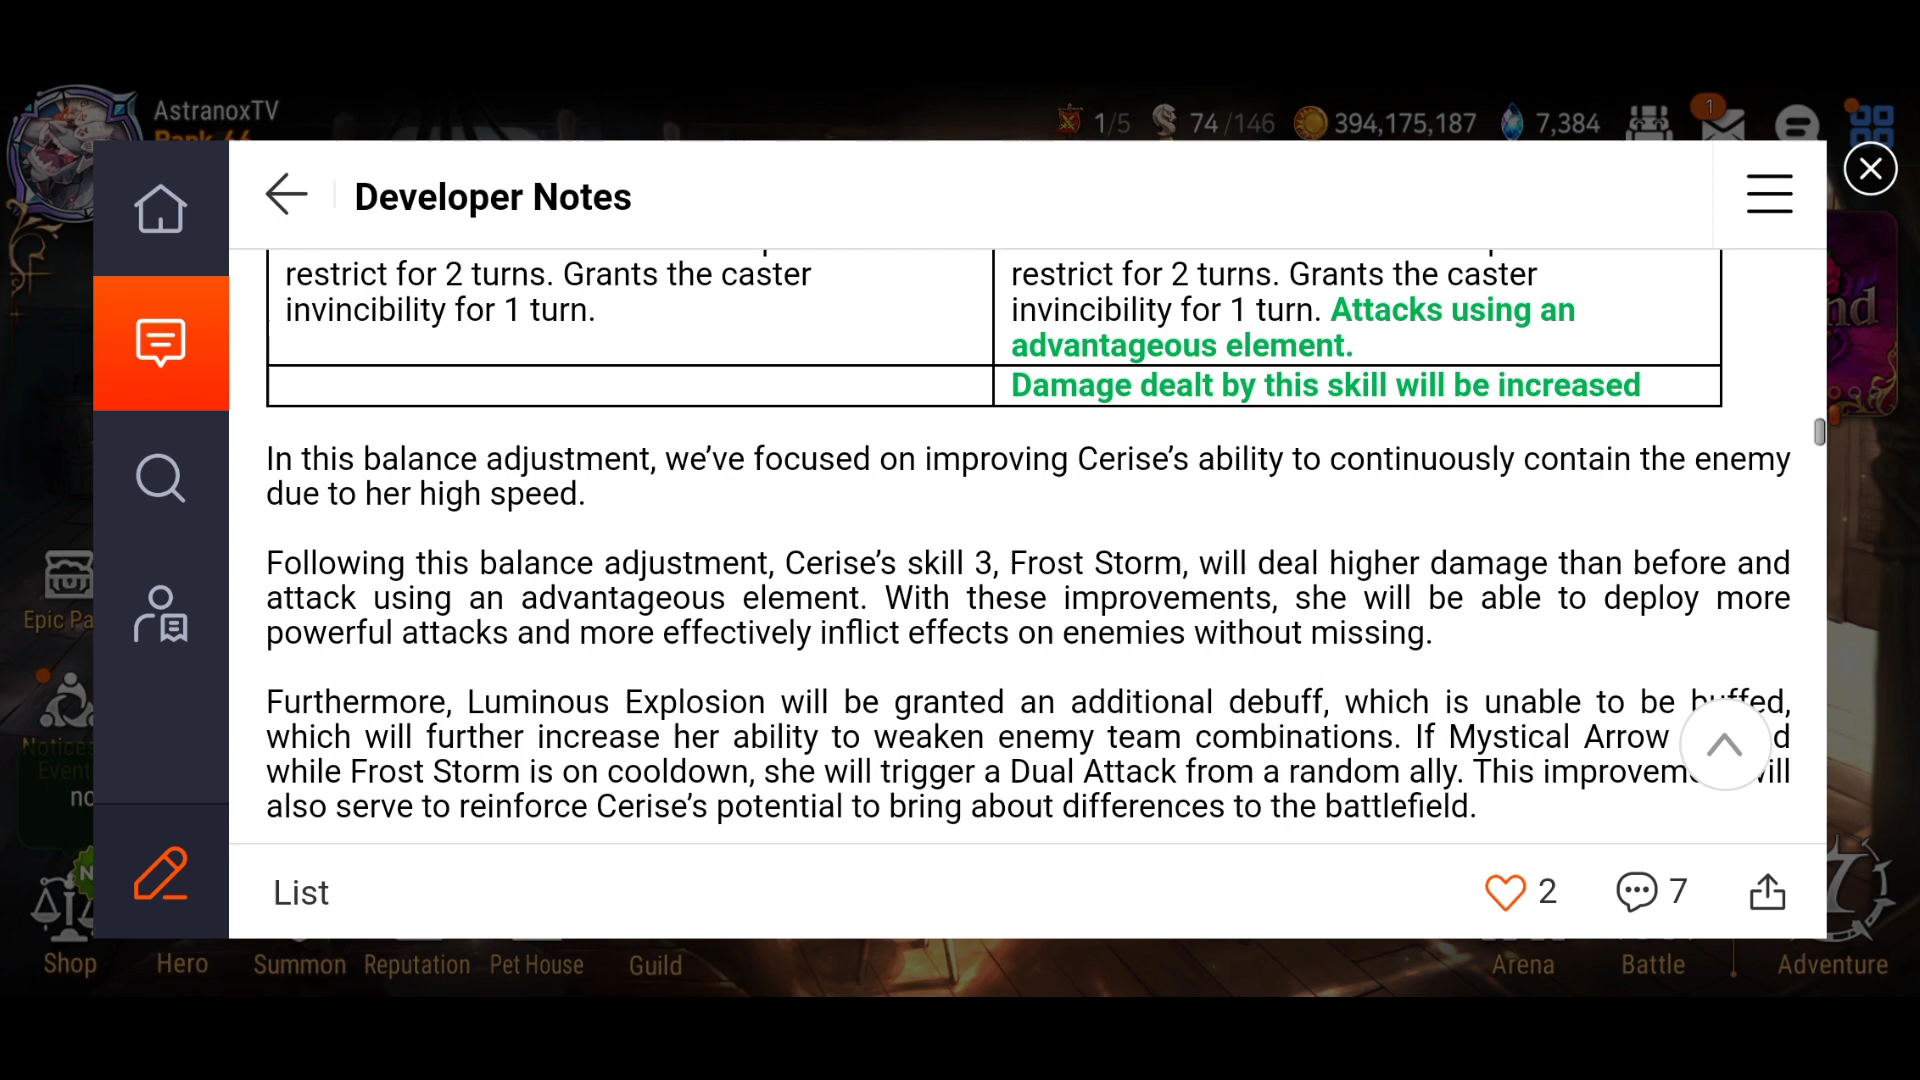 AstranoxTV
1/5
74/146
394,175,187
7,384
1
Developer Notes
restrict for 2 turns. Grants the caster
invincibility for 1 turn.
restrict for 2 turns. Grants the caster
invincibility for 1 turn. Attacks using an
advantageous element.
Damage dealt by this skill will be increased
In this balance adjustment, we’ve focused on improving Cerise’s ability to continuously contain the enemy
due to her high speed.
Following this balance adjustment, Cerise’s skill 3, Frost Storm, will deal higher damage than before and
attack using an advantageous element. With these improvements, she will be able to deploy more
powerful attacks and more effectively inflict effects on enemies without missing.
Furthermore, Luminous Explosion will be granted an additional debuff, which is unable to be buffed,
which will further increase her ability to weaken enemy team combinations. If Mystical Arrow
while Frost Storm is on cooldown, she will trigger a Dual Attack from a random ally. This
also serve to reinforce Cerise’s potential to bring about differences to the battlefield.
List
2
7
Epic Pa
Notices
Event
Shop
Hero
Summon
Reputation
Pet House
Guild
Arena
Battle
Adventure